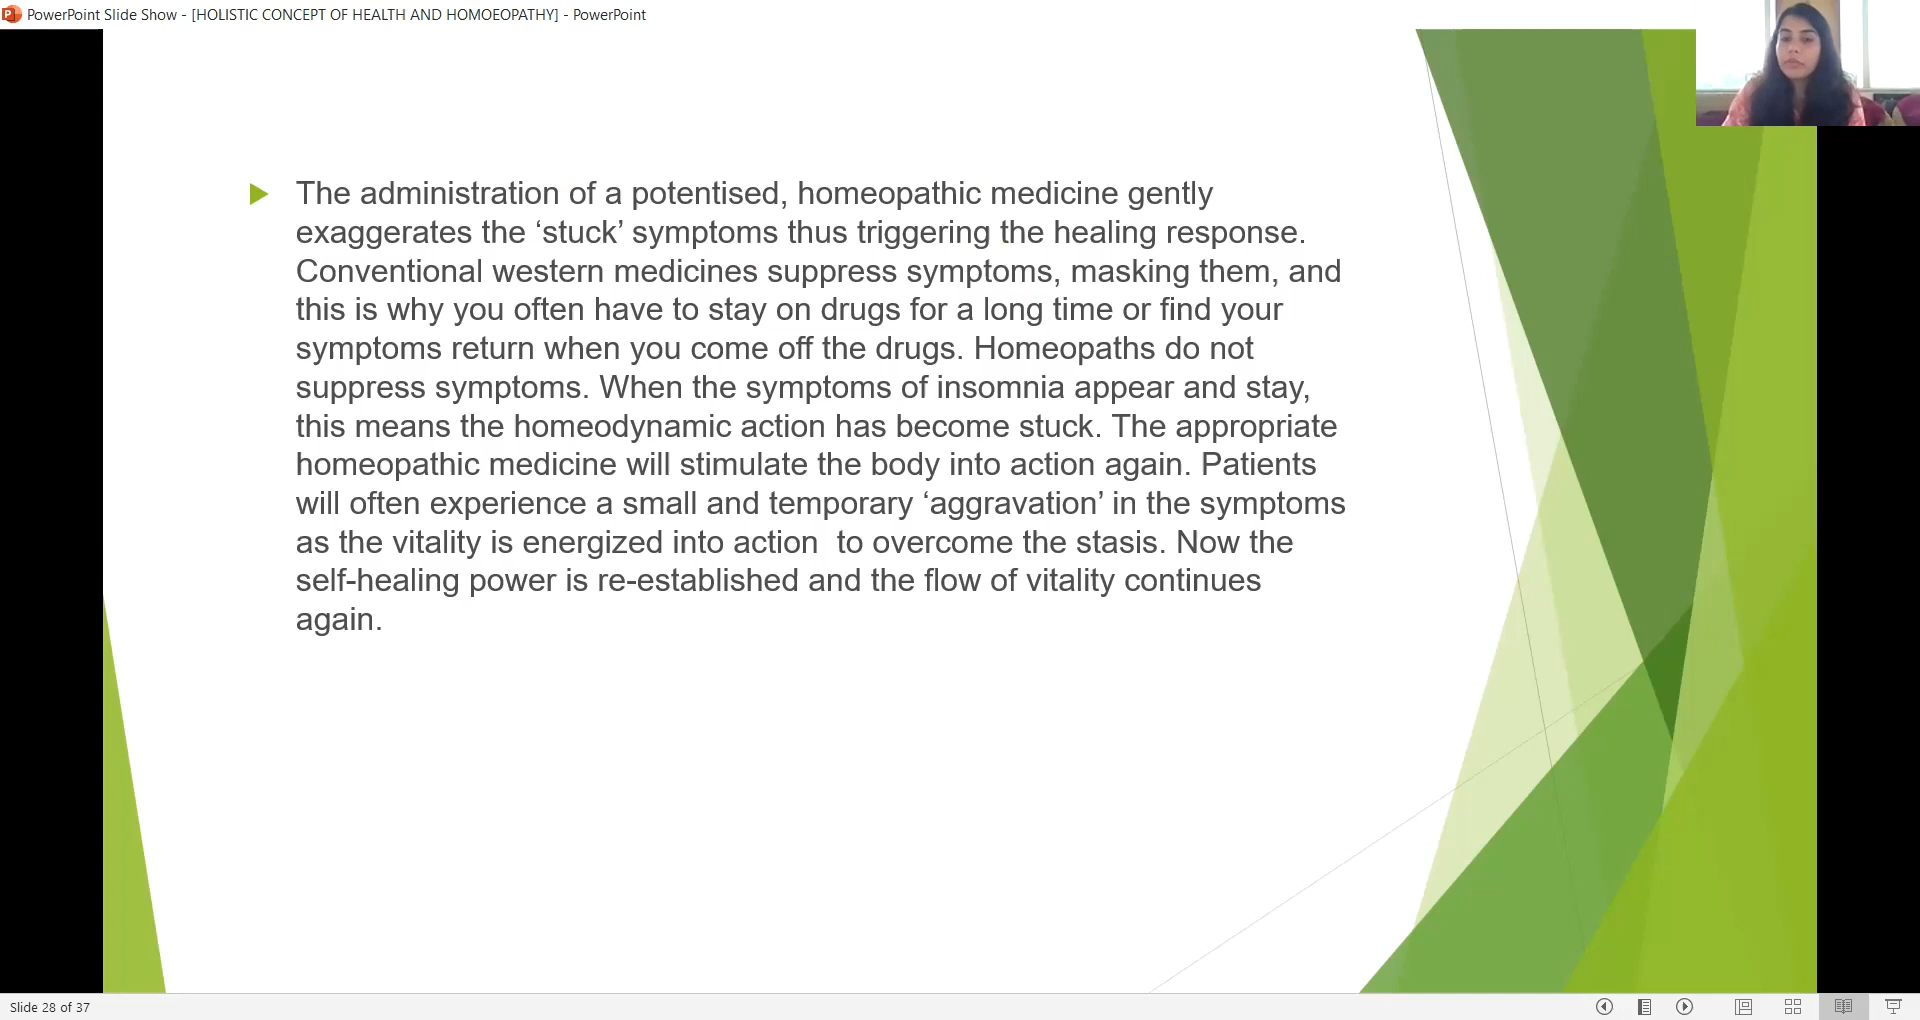 PowerPoint Slide Show - [HOLISTIC CONCEPT OF HEALTH AND HOMOEOPATHY] - PowerPoint
The administration of a potentised, homeopathic medicine gently
exaggerates the ‘stuck’ symptoms thus triggering the healing response.
Conventional western medicines suppress symptoms, masking them, and
this is why you often have to stay on drugs for a long time or find your
symptoms return when you come off the drugs. Homeopaths do not
suppress symptoms. When the symptoms of insomnia appear and stay,
this means the homeodynamic action has become stuck. The appropriate
homeopathic medicine will stimulate the body into action again. Patients
will often experience a small and temporary ‘aggravation’ in the symptoms
as the vitality is energized into action  to overcome the stasis. Now the
self-healing power is re-established and the flow of vitality continues
again.
Slide 28 of 37